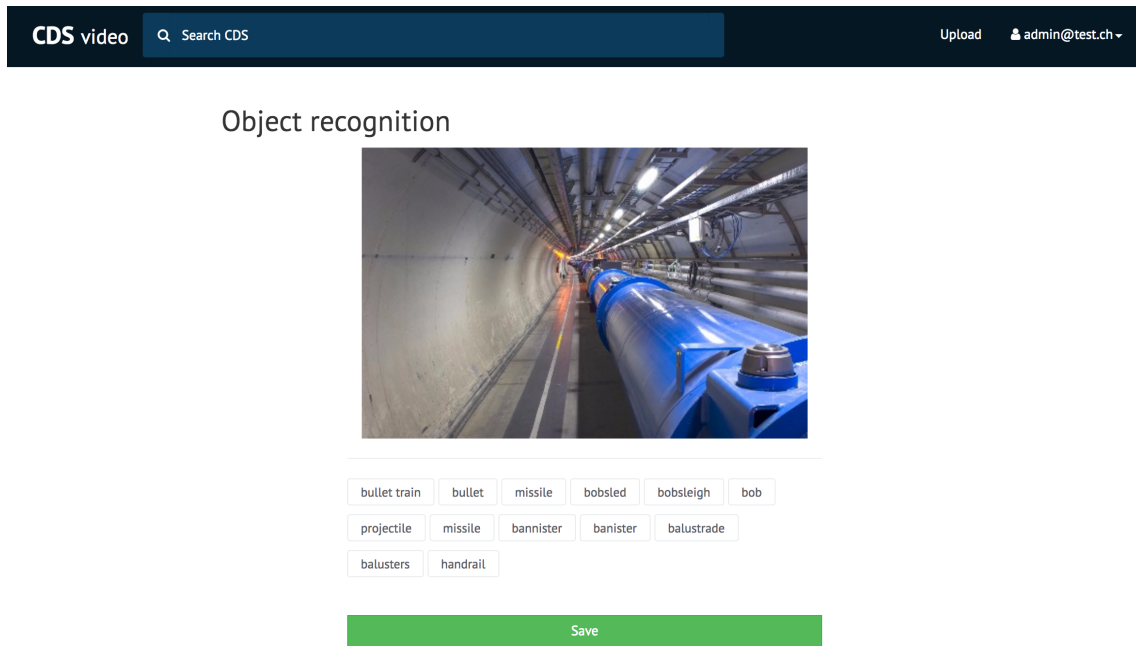 CDS video Search CDS Upload admin@test.ch
Object recognition
bullet train bullet missile bobsled bobsleigh bob
projectile missile bannister banister balustrade
balusters handrail
Save